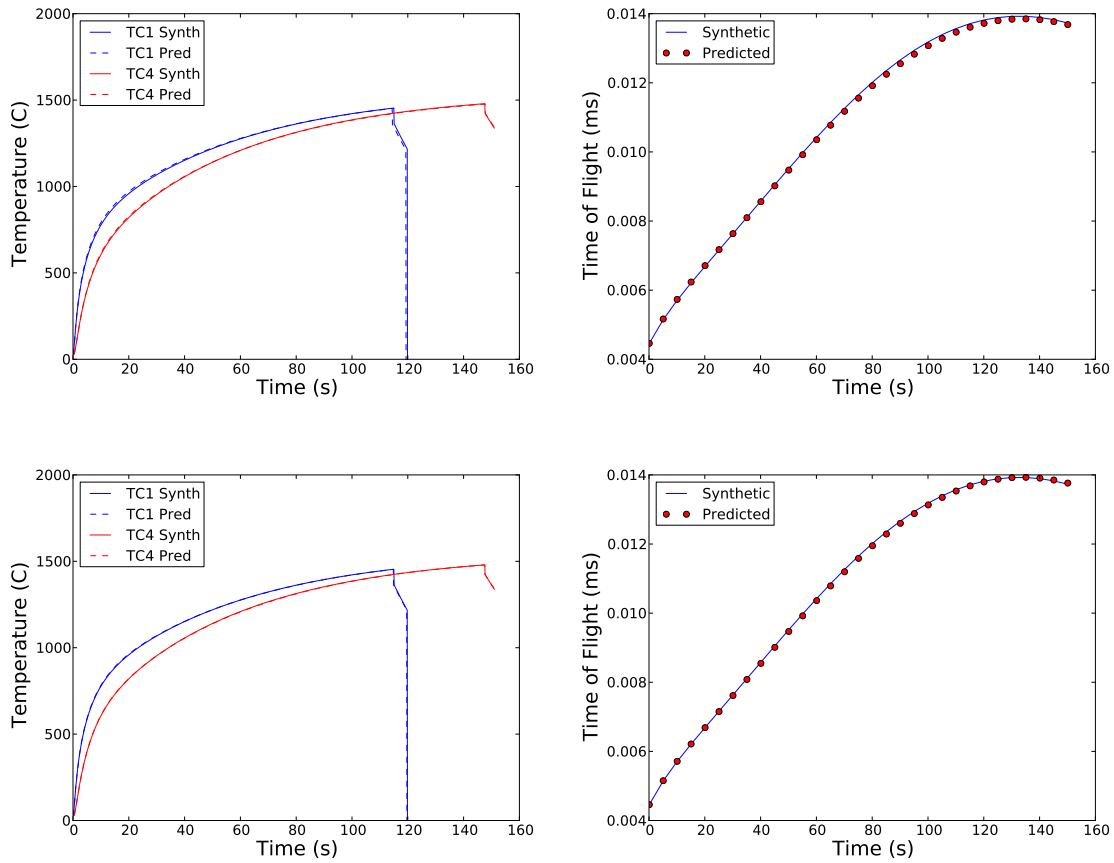 2000
1500
1000
500
0
Temperature (C)
TC1 Synth
TC1 Pred
TC4 Synth
TC4 Pred
0 20 40 60 80 100 120 140 160
Time (s)
0.014
0.012
0.010
0.008
0.006
0.004
Time of Flight (ms)
Synthetic
Predicted
0 20 40 60 80 100 120 140 160
Time (s)
2000
1500
1000
500
0
Temperature (C)
TC1 Synth
TC1 Pred
TC4 Synth
TC4 Pred
0 20 40 60 80 100 120 140 160
Time (s)
0.014
0.012
0.010
0.008
0.006
0.004
Time of Flight (ms)
Synthetic
Predicted
0 20 40 60 80 100 120 140 160
Time (s)